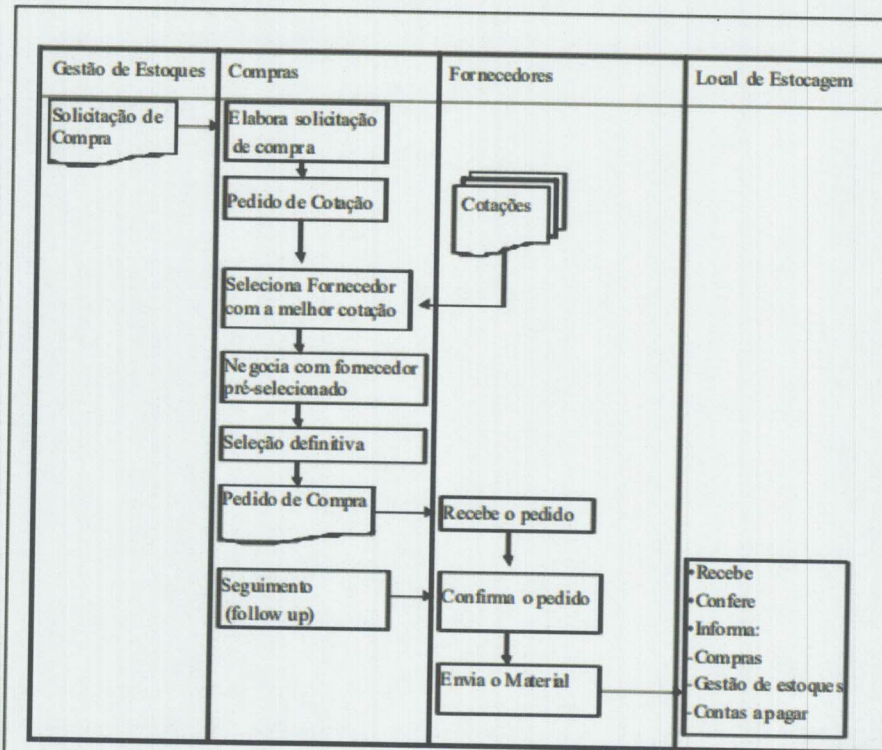 Gestão de Estoques
Compras
Fornecedores
Local de Estocagem
Solicitação de
Compra
Elabora solicitação
de compra
Pedido de Cotação
Cotações
Seleciona Fornecedor
com a melhor cotação
Negocia com fornecedor
pré-selecionado
Seleção definitiva
Pedido de Compra
Recebe o pedido
Seguimento
(follow up)
Confirma o pedido
Envia o Material
•Recebe
•Confere
•Informa:
-Compras
-Gestão de estoques
-Contas a pagar